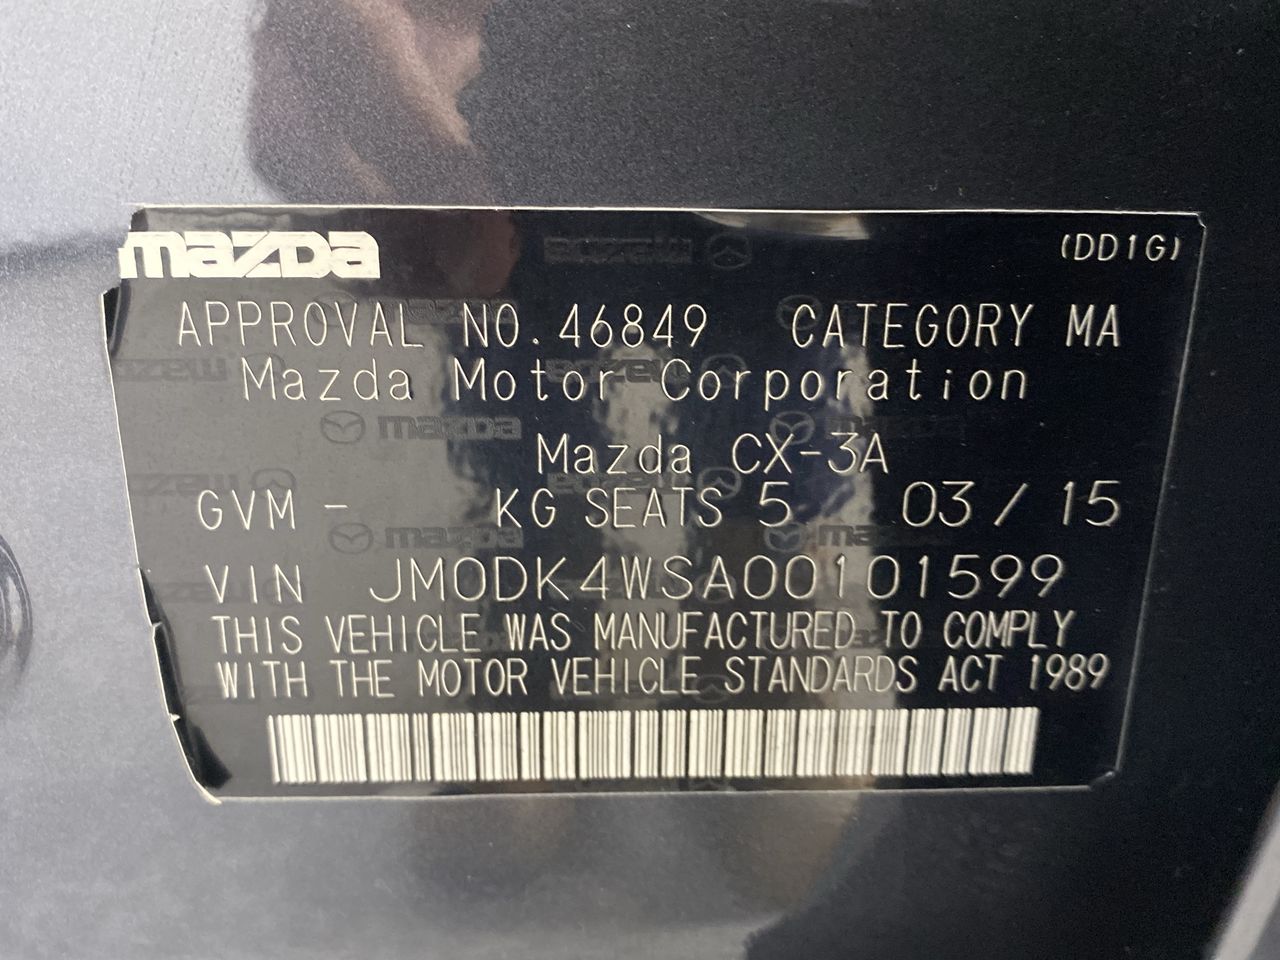 mazda (DD1G)
APPROVAL NO.46849 CATEGORY MA
Mazda Motor Corporation
Mazda CX-3A
GVM - KG SEATS 5 03/15
VIN JM0DK4WSA00101599
THIS VEHICLE WAS MANUFACTURED TO COMPLY
WITH THE MOTOR VEHICLE STANDARDS ACT 1989